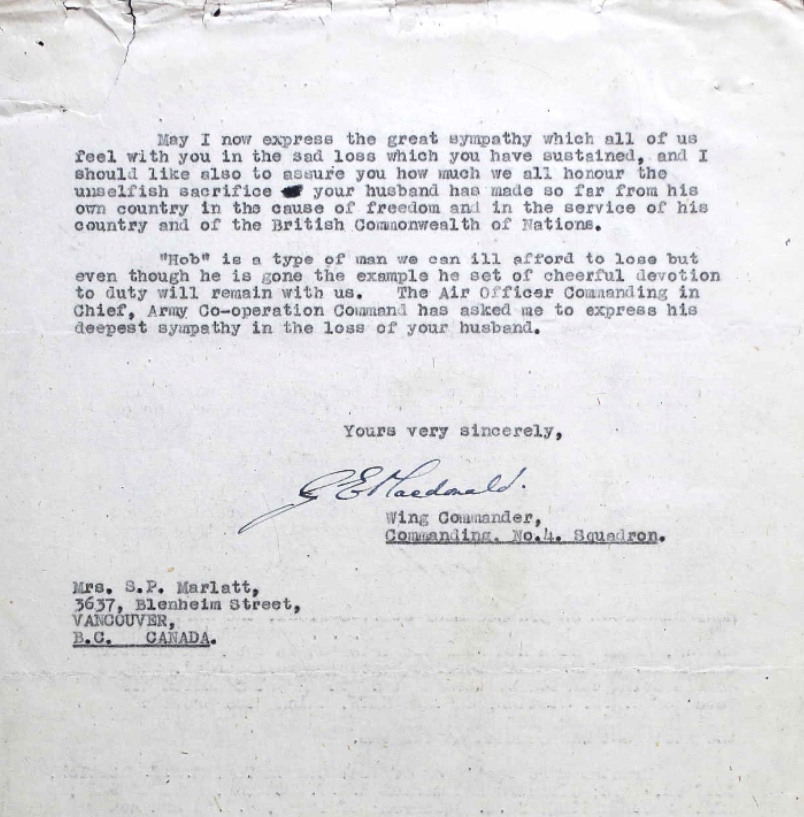 May I now express the great sympathy which all of us
feel with you in the sad loss which you have sustained, and I
should like also to assure you how much we all honour the
unselfish sacrifice your husband has made so far from his
own country in the cause of freedom and in the service of his
country and of the British Commonwealth of Nations.
"Hob" is a type of man we can ill afford to lose but
even though he is gone the example he set of cheerful devotion
to duty will remain with us. The Air Officer Commanding in
Chief, Army Co-operation Command has asked me to express his
deepest sympathy in the loss of your husband.
Yours very sincerely,
G E Macdonald.
Wing Commander,
Commanding. No.4. Squadron.
Mrs. S.P. Marlatt,
3637, Blenheim Street,
VANCOUVER,
B.C. CANADA.